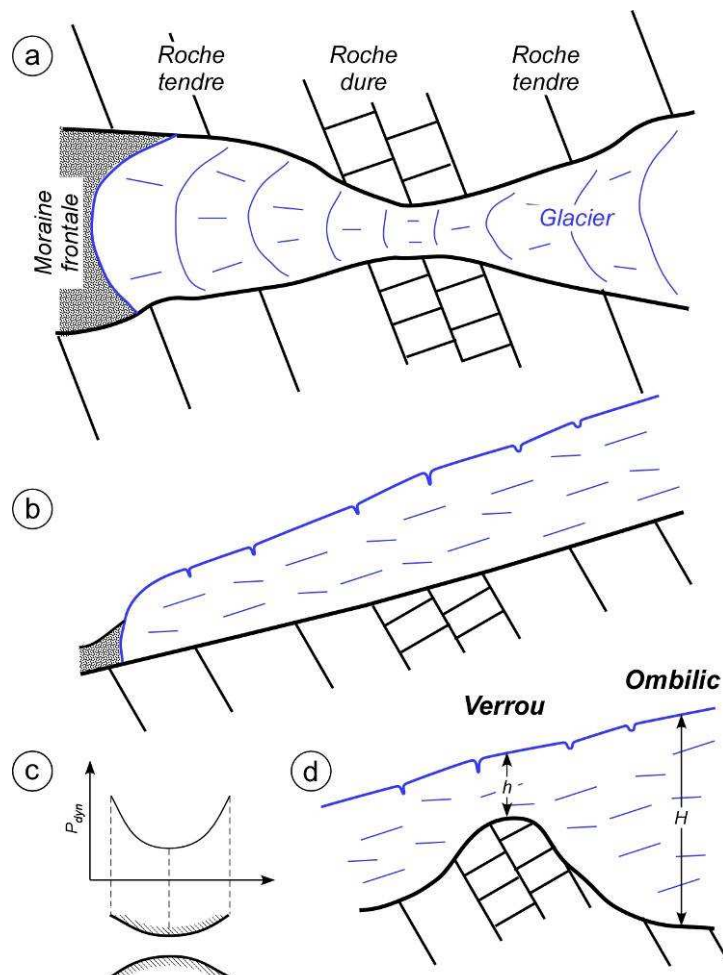 a
Roche
tendre
Roche
dure
Roche
tendre
Moraine
frontale
Glacier
b
Verrou
Ombilic
c
d
P dyn
h
H